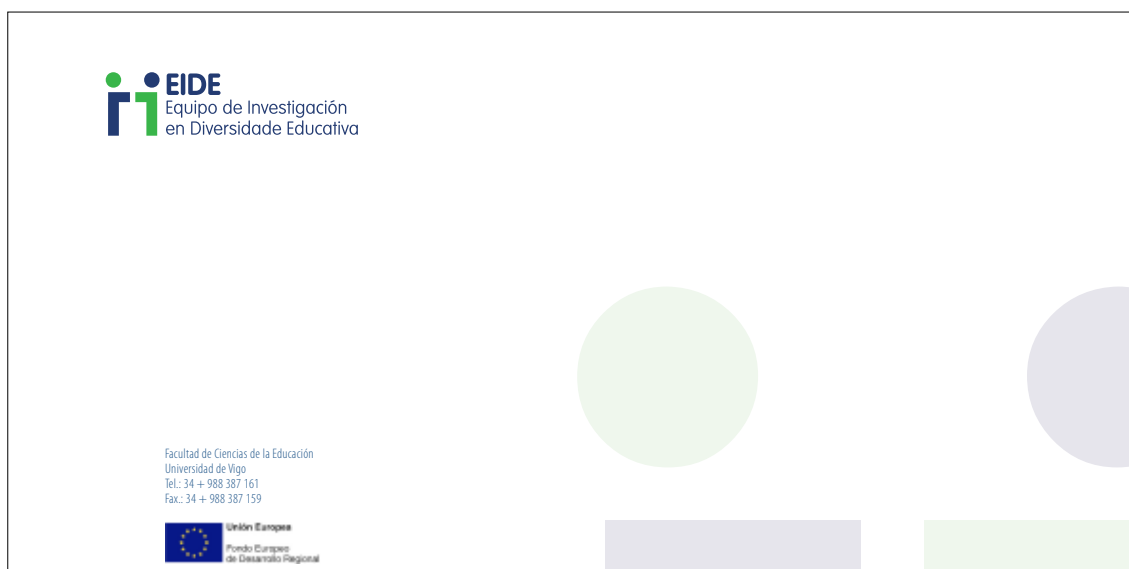 EIDE
Equipo de Investigación
en Diversidade Educativa
Facultad de Ciencias de la Educación
Universidad de Vigo
Tel.: 34 + 988 387 161
Fax.: 34 + 988 387 159
Unión Europea
Fondo Europeo
de Desarrollo Regional